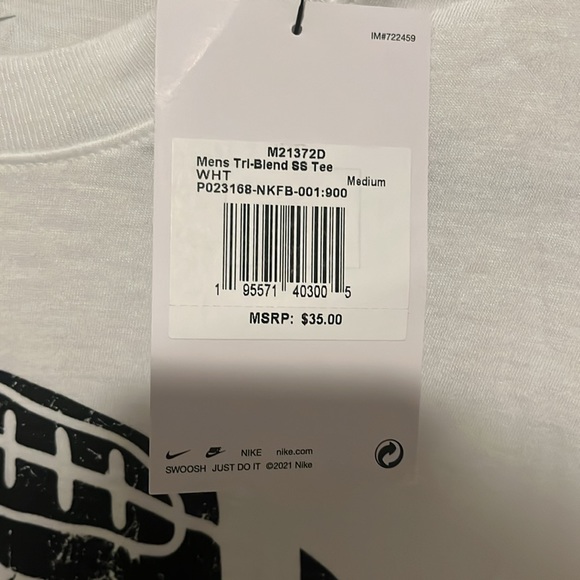 IM#722459
M21372D
Mens Tri-Blend SS Tee
WHT Medium
P023168-NKFB-001:900
1 95571 40300 5
MSRP: $35.00
NIKE nike.com
SWOOSH JUST DO IT ©2021 Nike